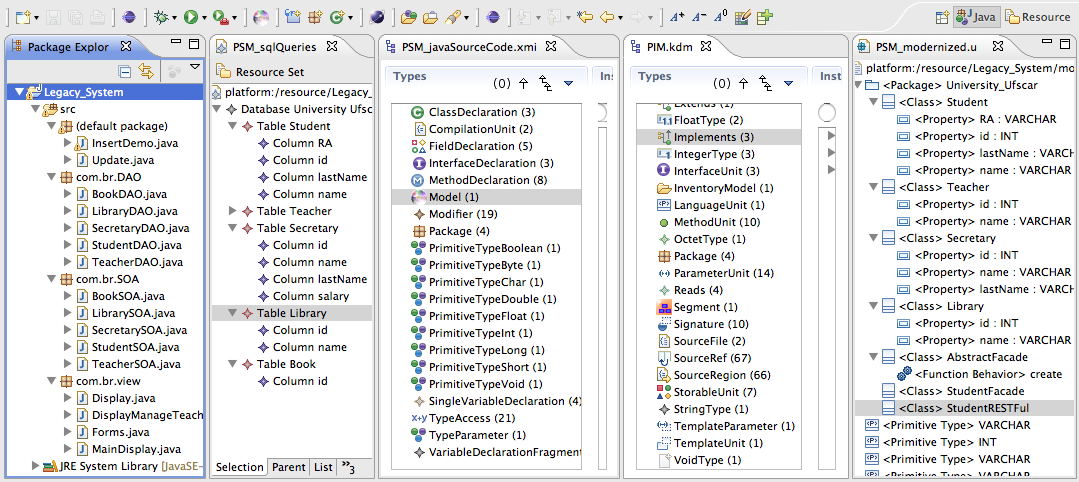 Java
Resource
Package Explor
Legacy_System
src
(default package)
InsertDemo.java
Update.java
com.br.DAO
BookDAO.java
LibraryDAO.java
SecretaryDAO.java
StudentDAO.java
TeacherDAO.java
com.br.SOA
BookSOA.java
LibrarySOA.java
SecretarySOA.java
StudentSOA.java
TeacherSOA.java
com.br.view
Display.java
DisplayManageTeach
Forms.java
MainDisplay.java
JRE System Library [JavaSE-
PSM_sqlQueries
Resource Set
platform:/resource/Legacy_
Database University Ufsc
Table Student
Column RA
Column id
Column lastName
Column name
Table Teacher
Table Secretary
Column id
Column name
Column lastName
Column salary
Table Library
Column id
Column name
Table Book
Column id
Selection Parent List »3
PSM_javaSourceCode.xmi
Types
(0)
Ins
ClassDeclaration (3)
CompilationUnit (2)
FieldDeclaration (5)
InterfaceDeclaration (3)
MethodDeclaration (8)
Model (1)
Modifier (19)
Package (4)
PrimitiveTypeBoolean (1)
PrimitiveTypeByte (1)
PrimitiveTypeChar (1)
PrimitiveTypeDouble (1)
PrimitiveTypeFloat (1)
PrimitiveTypeInt (1)
PrimitiveTypeLong (1)
PrimitiveTypeShort (1)
PrimitiveTypeVoid (1)
SingleVariableDeclaration (4)
TypeAccess (21)
TypeParameter (1)
VariableDeclarationFragment
PIM.kdm
Types
(0)
Inst
Extends (1)
FloatType (2)
Implements (3)
IntegerType (3)
InterfaceUnit (3)
InventoryModel (1)
LanguageUnit (1)
MethodUnit (10)
OctetType (1)
Package (4)
ParameterUnit (14)
Reads (4)
Segment (1)
Signature (10)
SourceFile (2)
SourceRef (67)
SourceRegion (66)
StorableUnit (7)
StringType (1)
TemplateParameter (1)
TemplateUnit (1)
VoidType (1)
PSM_modernized.u
platform:/resource/Legacy_System/mo
<Package> University_Ufscar
<Class> Student
<Property> RA : VARCHAR
<Property> id : INT
<Property> lastName : VARCH
<Property> name : VARCHAR
<Class> Teacher
<Property> id : INT
<Property> name : VARCHAR
<Class> Secretary
<Property> id : INT
<Property> name : VARCHAR
<Property> lastName : VARCH
<Class> Library
<Property> id : INT
<Property> name : VARCHAR
<Class> AbstractFacade
<Function Behavior> create
<Class> StudentFacade
<Class> StudentRESTFul
<Primitive Type> VARCHAR
<Primitive Type> INT
<Primitive Type> VARCHAR
<Primitive Type> VARCHAR